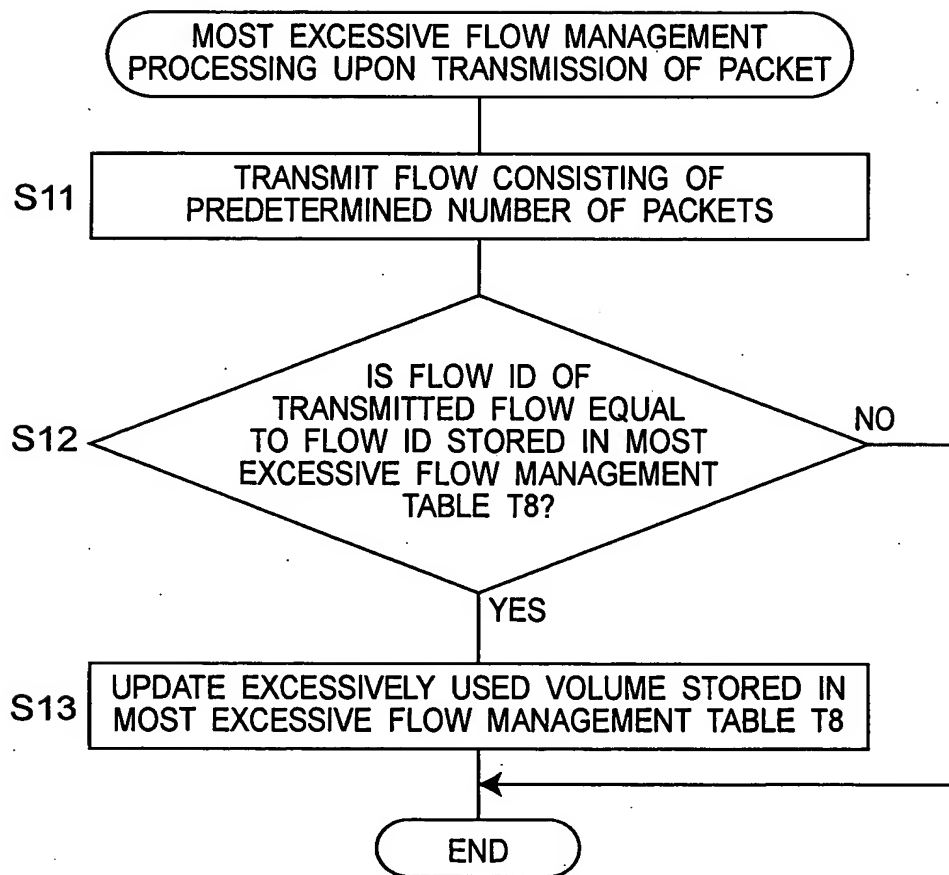 MOST EXCESSIVE FLOW MANAGEMENT
PROCESSING UPON TRANSMISSION OF PACKET
S11
TRANSMIT FLOW CONSISTING OF
PREDETERMINED NUMBER OF PACKETS
S12
IS FLOW ID OF
TRANSMITTED FLOW EQUAL
TO FLOW ID STORED IN MOST
EXCESSIVE FLOW MANAGEMENT
TABLE T8?
NO
YES
S13
UPDATE EXCESSIVELY USED VOLUME STORED IN
MOST EXCESSIVE FLOW MANAGEMENT TABLE T8
END